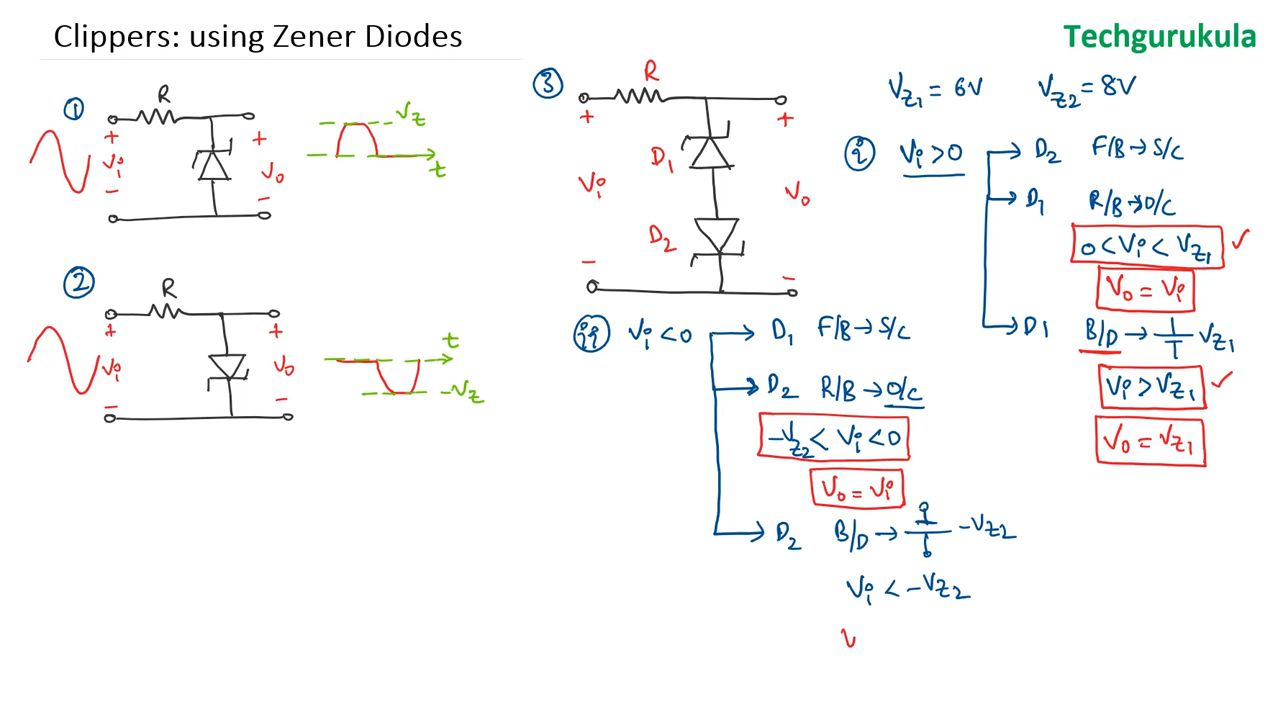 Clippers: using Zener Diodes
Techgurukula
1
R
+
Vi
-
+
Vo
-
Vz
t
2
R
+
Vi
-
+
Vo
-
t
-Vz
3
R
+
Vi
-
D1
D2
+
Vo
-
Vz1 = 6V Vz2 = 8V
i Vi > 0 → D2 F/B → S/C
→ D1 R/B → O/C
0 < Vi < Vz1 ✓
Vo = Vi
→ D1 B/D → Vz1
Vi > Vz1 ✓
Vo = Vz1
ii Vi < 0 → D1 F/B → S/C
→ D2 R/B → O/C
-Vz2 < Vi < 0
Vo = Vi
→ D2 B/D → -Vz2
Vi < -Vz2
V